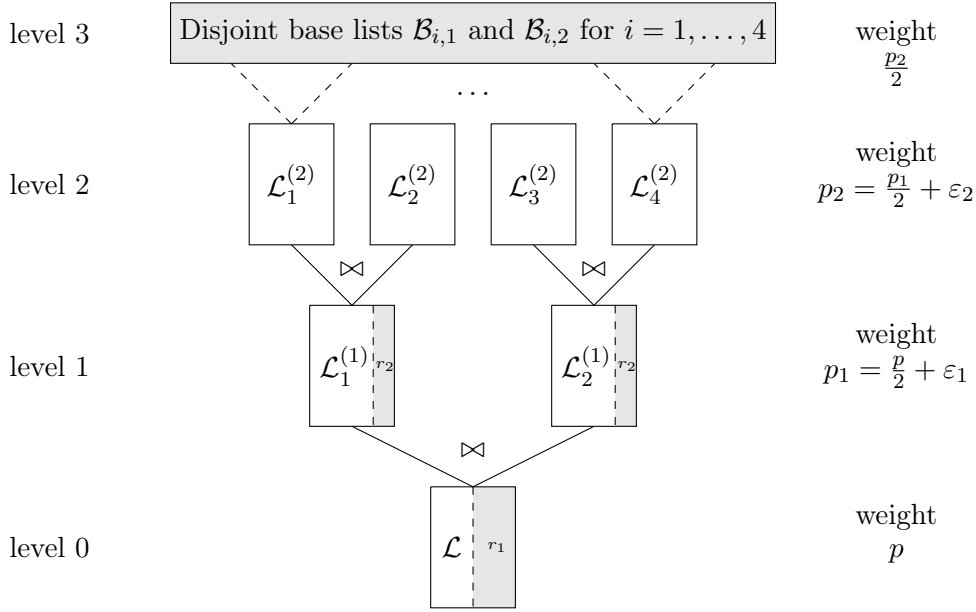 level 3
Disjoint base lists $\mathcal{B}_{i,1}$ and $\mathcal{B}_{i,2}$ for $i = 1, \ldots, 4$
weight
$\frac{p_2}{2}$
...
level 2
$\mathcal{L}_1^{(2)}$ $\mathcal{L}_2^{(2)}$ $\mathcal{L}_3^{(2)}$ $\mathcal{L}_4^{(2)}$
weight
$p_2 = \frac{p_1}{2} + \varepsilon_2$
⋈ ⋈
level 1
$\mathcal{L}_1^{(1)}$ $r_2$ $\mathcal{L}_2^{(1)}$ $r_2$
weight
$p_1 = \frac{p}{2} + \varepsilon_1$
⋈
level 0
$\mathcal{L}$ $r_1$
weight
$p$